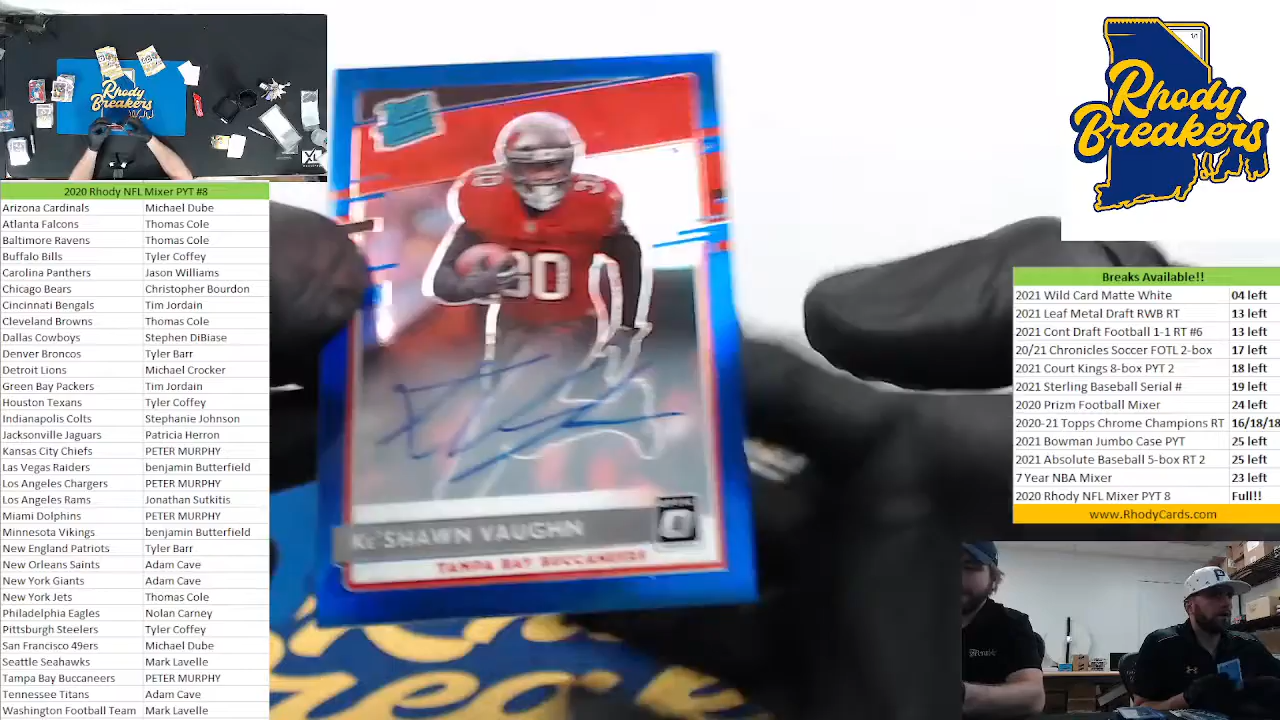 Rhody
Breakers
2020 Rhody NFL Mixer PYT #8
Arizona Cardinals Michael Dube
Atlanta Falcons Thomas Cole
Baltimore Ravens Thomas Cole
Buffalo Bills Tyler Coffey
Carolina Panthers Jason Williams
Chicago Bears Christopher Bourdon
Cincinnati Bengals Tim Jordain
Cleveland Browns Thomas Cole
Dallas Cowboys Stephen DiBiase
Denver Broncos Tyler Barr
Detroit Lions Michael Crocker
Green Bay Packers Tim Jordain
Houston Texans Tyler Coffey
Indianapolis Colts Stephanie Johnson
Jacksonville Jaguars Patricia Herron
Kansas City Chiefs PETER MURPHY
Las Vegas Raiders benjamin Butterfield
Los Angeles Chargers PETER MURPHY
Los Angeles Rams Jonathan Sutkitis
Miami Dolphins PETER MURPHY
Minnesota Vikings benjamin Butterfield
New England Patriots Tyler Barr
New Orleans Saints Adam Cave
New York Giants Adam Cave
New York Jets Thomas Cole
Philadelphia Eagles Nolan Carney
Pittsburgh Steelers Tyler Coffey
San Francisco 49ers Michael Dube
Seattle Seahawks Mark Lavelle
Tampa Bay Buccaneers PETER MURPHY
Tennessee Titans Adam Cave
Washington Football Team Mark Lavelle
30
30
Ke'Shawn Vaughn
Tampa Bay Buccaneers
Rhody
Breakers
Breaks Available!!
2021 Wild Card Matte White 04 left
2021 Leaf Metal Draft RWB RT 13 left
2021 Cont Draft Football 1-1 RT #6 13 left
20/21 Chronicles Soccer FOTL 2-box 17 left
2021 Court Kings 8-box PYT 2 18 left
2021 Sterling Baseball Serial # 19 left
2020 Prizm Football Mixer 24 left
2020-21 Topps Chrome Champions RT 16/18/18
2021 Bowman Jumbo Case PYT 25 left
2021 Absolute Baseball 5-box RT 2 25 left
7 Year NBA Mixer 23 left
2020 Rhody NFL Mixer PYT 8 Full!!
www.RhodyCards.com